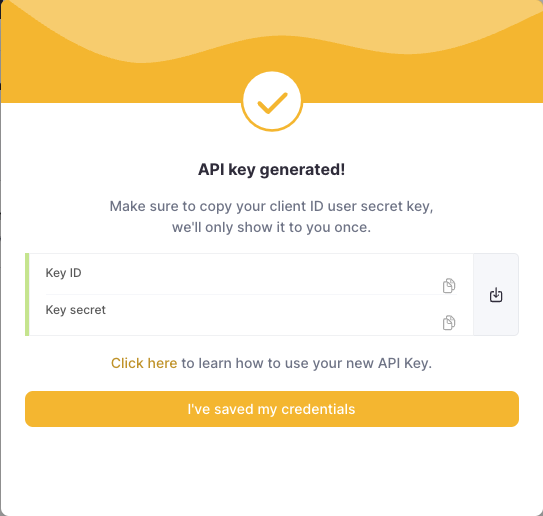 API key generated!
Make sure to copy your client ID user secret key,
we'll only show it to you once.
Key ID
Key secret
Click here to learn how to use your new API Key.
I've saved my credentials